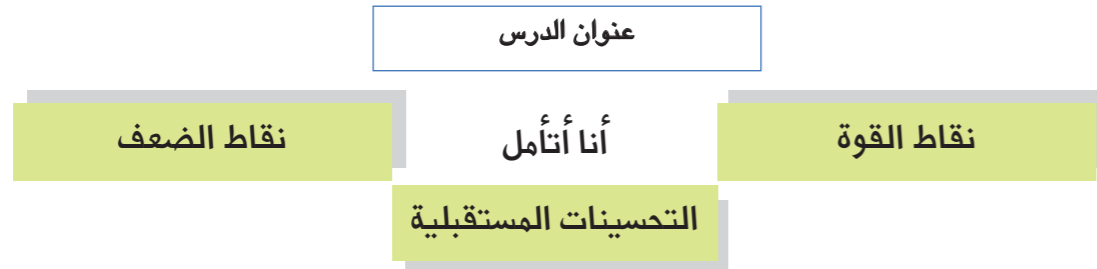 عنوان الدرس
نقاط القوة
أنا أتأمل
نقاط الضعف
التحسينات المستقبلية